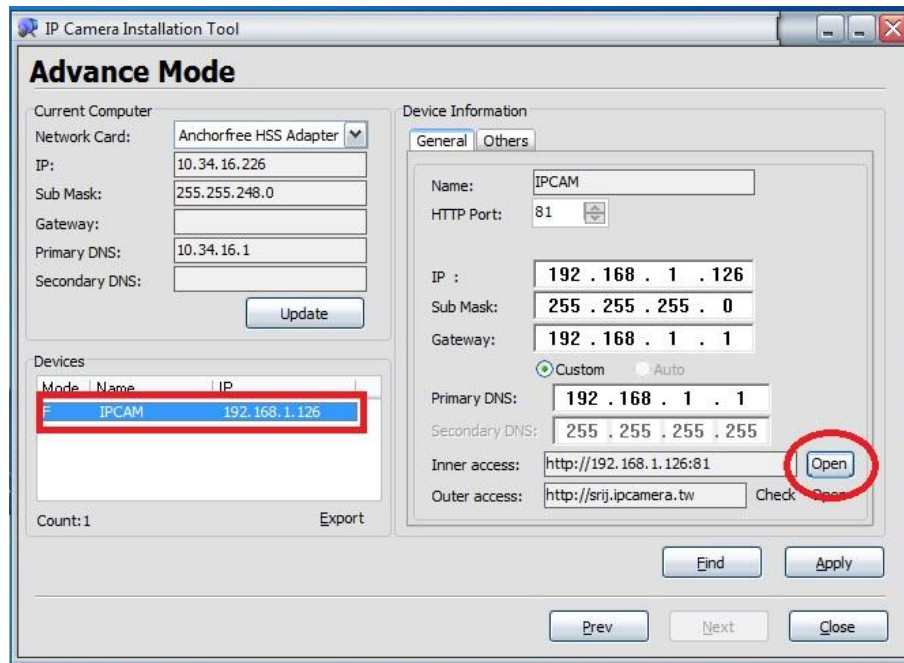 IP Camera Installation Tool
Advance Mode
Current Computer
Network Card: Anchorfree HSS Adapter
IP: 10.34.16.226
Sub Mask: 255.255.248.0
Gateway:
Primary DNS: 10.34.16.1
Secondary DNS:
Update
Devices
Mode Name IP
F IPCAM 192.168.1.126
Count:1 Export
Device Information
General Others
Name: IPCAM
HTTP Port: 81
IP : 192 .168 . 1 .126
Sub Mask: 255 .255 .255 . 0
Gateway: 192 .168 . 1 . 1
Custom Auto
Primary DNS: 192 .168 . 1 . 1
Secondary DNS: 255 .255 .255 .255
Inner access: http://192.168.1.126:81 Open
Outer access: http://srij.ipcamera.tw Check Open
Find Apply
Prev Next Close